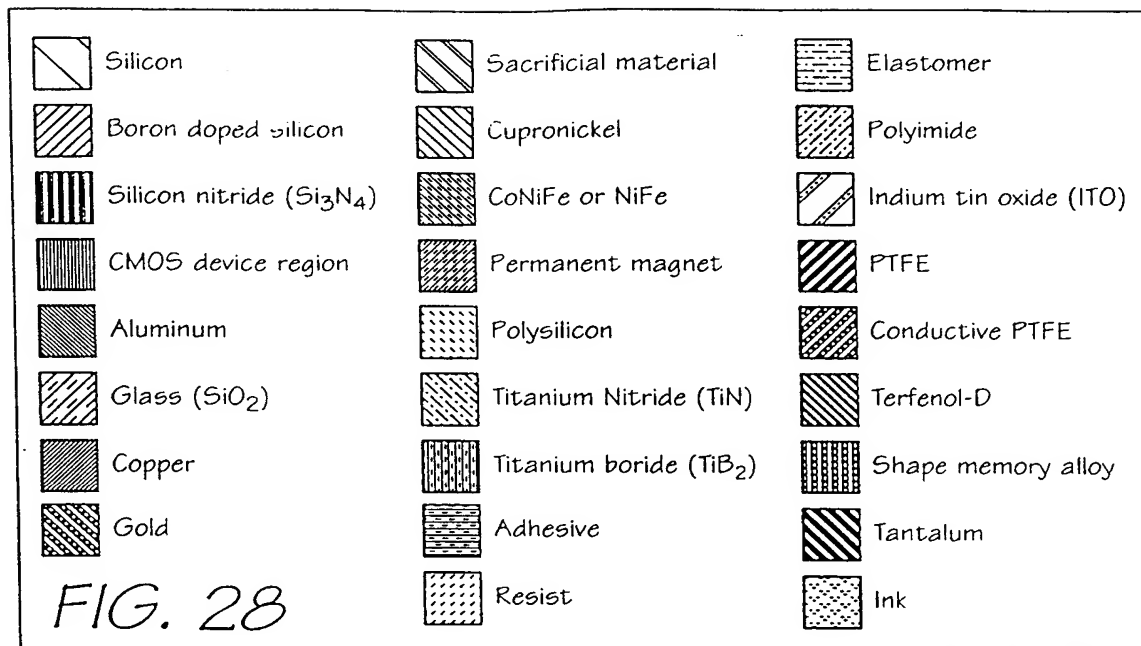 Silicon
Boron doped silicon
Silicon nitride (Si₃N₄)
CMOS device region
Aluminum
Glass (SiO₂)
Copper
Gold
FIG. 28
Sacrificial material
Cupronickel
CoNiFe or NiFe
Permanent magnet
Polysilicon
Titanium Nitride (TiN)
Titanium boride (TiB₂)
Adhesive
Resist
Elastomer
Polyimide
Indium tin oxide (ITO)
PTFE
Conductive PTFE
Terfenol-D
Shape memory alloy
Tantalum
Ink